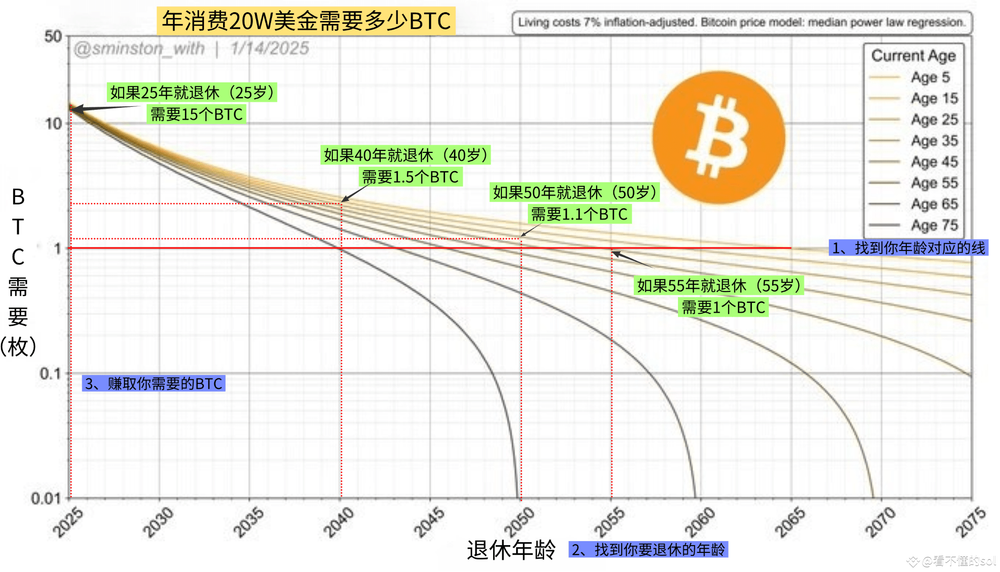 年消费20W美金需要多少BTC
Living costs 7% inflation-adjusted. Bitcoin price model: median power law regression.
@sminston_with | 1/14/2025
Current Age
Age 5
Age 15
Age 25
Age 35
Age 45
Age 55
Age 65
Age 75
如果25年就退休（25岁）
需要15个BTC
如果40年就退休（40岁）
需要1.5个BTC
如果50年就退休（50岁）
需要1.1个BTC
1、找到你年龄对应的线
如果55年就退休（55岁）
需要1个BTC
3、赚取你需要的BTC
B
T
C
需
要
（枚）
50
10
1
0.1
0.01
2025
2030
2035
2040
2045
2050
2055
2060
2065
2070
2075
退休年龄
2、找到你要退休的年龄
@看不懂的sol